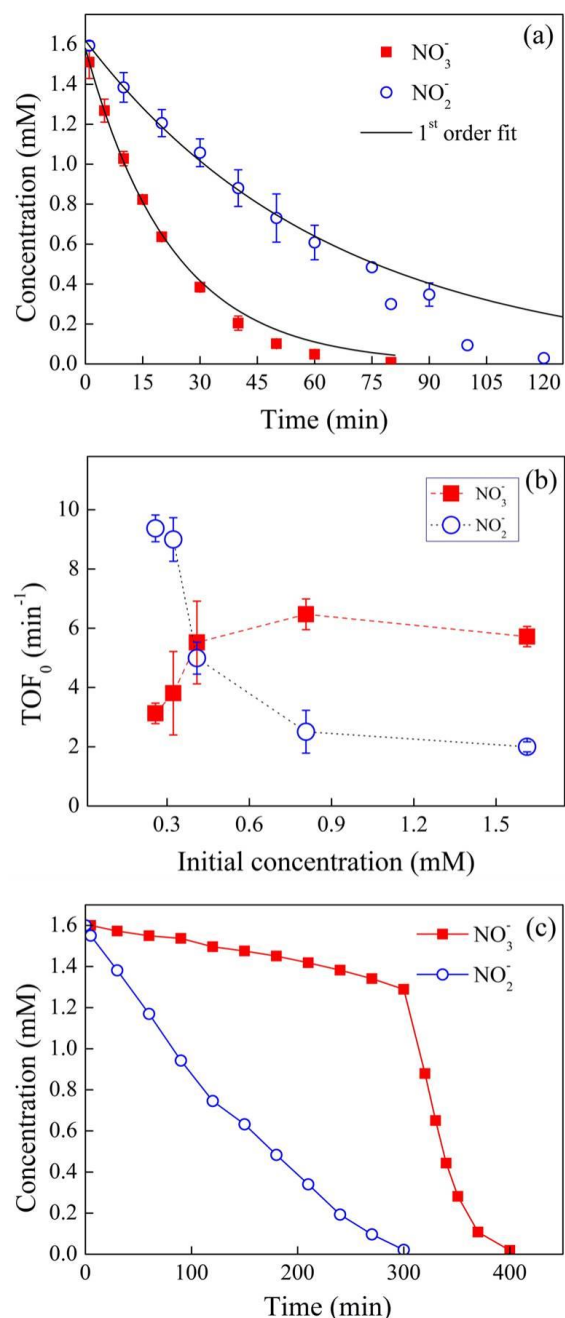 (a)
NO₃⁻
NO₂⁻
1ˢᵗ order fit
Concentration (mM)
1.6
1.4
1.2
1.0
0.8
0.6
0.4
0.2
0.0
0 15 30 45 60 75 90 105 120
Time (min)
(b)
NO₃⁻
NO₂⁻
TOF₀ (min⁻¹)
10
8
6
4
2
0
0.3 0.6 0.9 1.2 1.5
Initial concentration (mM)
(c)
NO₃⁻
NO₂⁻
Concentration (mM)
1.6
1.4
1.2
1.0
0.8
0.6
0.4
0.2
0.0
0 100 200 300 400
Time (min)